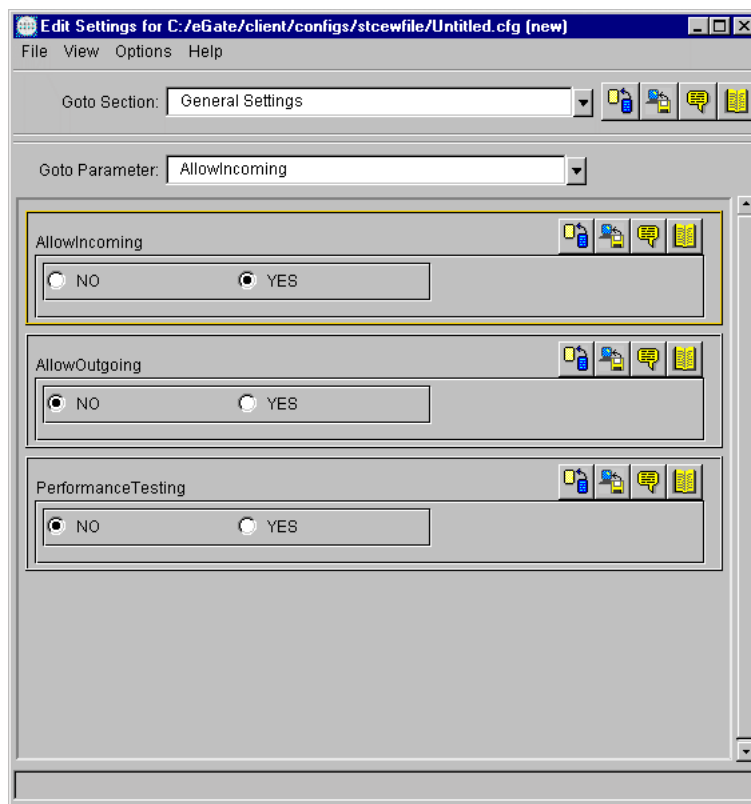 Edit Settings for C:/eGate/client/configs/stcewfile/Untitled.cfg (new)
File View Options Help
Goto Section: General Settings
Goto Parameter: AllowIncoming
AllowIncoming
NO YES
AllowOutgoing
NO YES
PerformanceTesting
NO YES